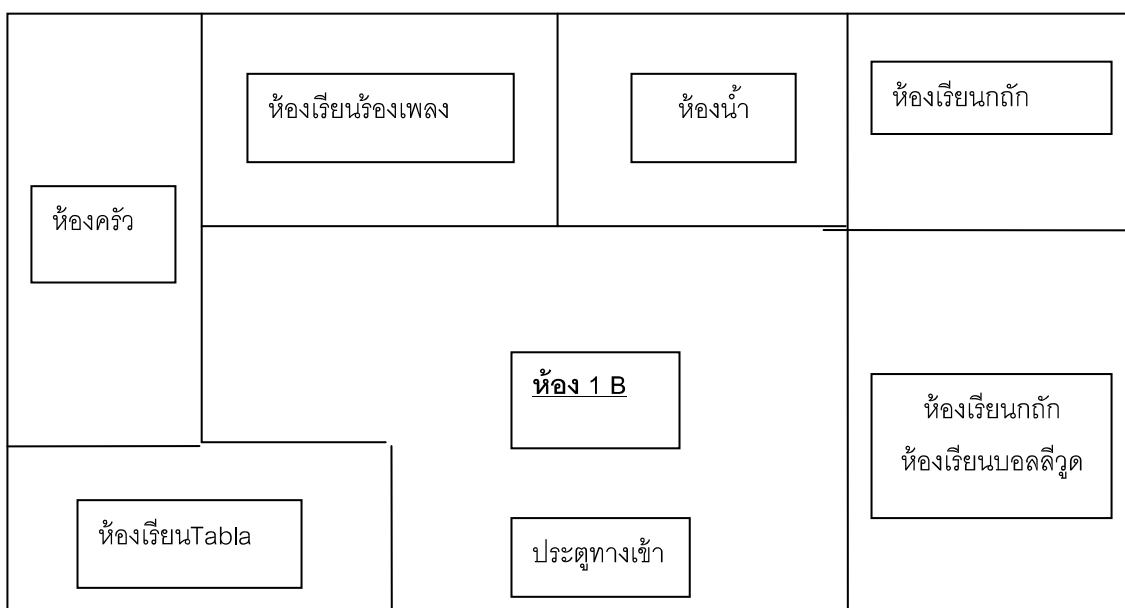 ห้องเรียนร้องเพลง
ห้องน้ำ
ห้องเรียนกถัก
ห้องครัว
ห้อง 1 B
ห้องเรียนกถัก
ห้องเรียนบอลลีวูด
ห้องเรียนTabla
ประตูทางเข้า